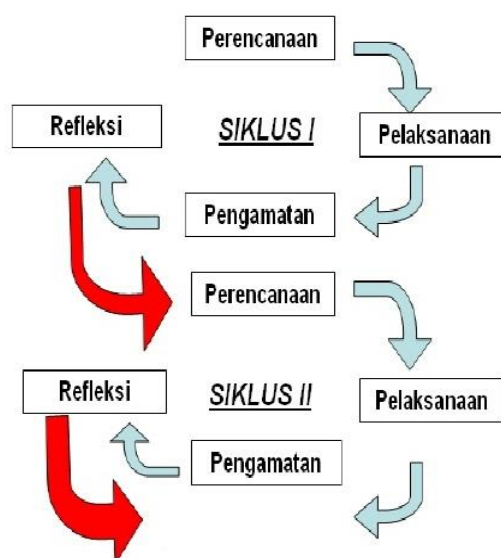 Perencanaan
Refleksi
SIKLUS I
Pelaksanaan
Pengamatan
Perencanaan
Refleksi
SIKLUS II
Pelaksanaan
Pengamatan